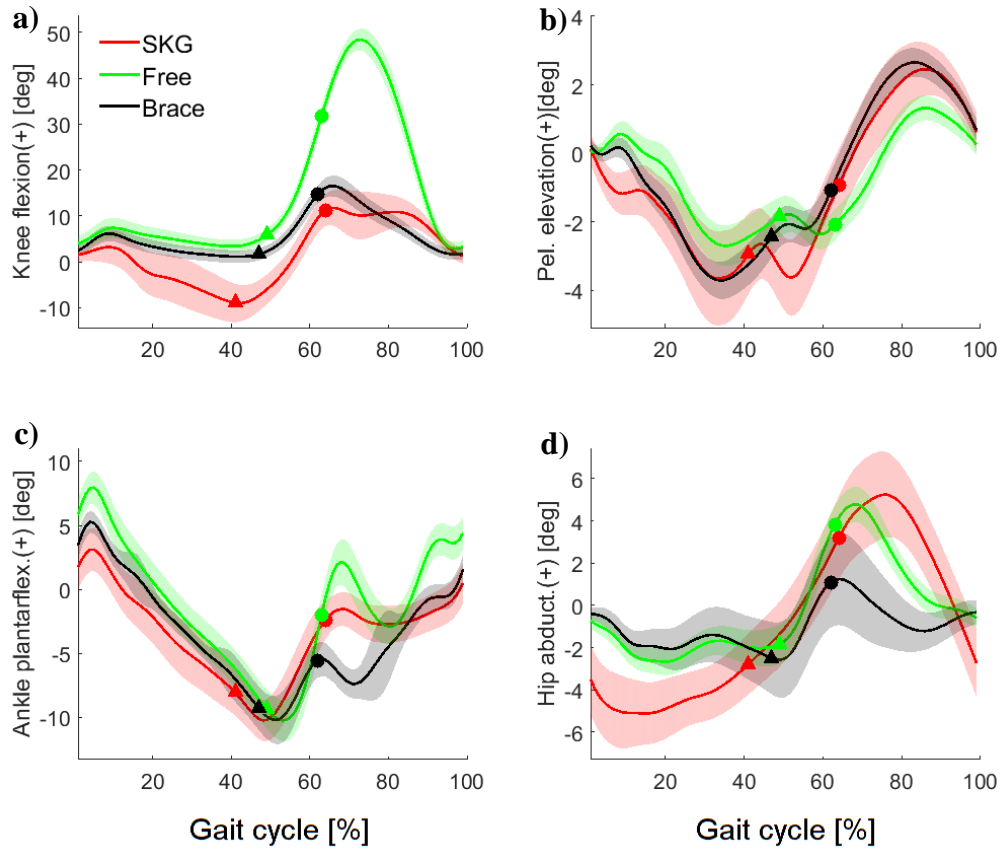 a)
SKG
Free
Brace
Knee flexion(+) [deg]
50
40
30
20
10
0
-10
20 40 60 80 100
b)
Pel. elevation(+)[deg]
4
2
0
-2
-4
20 40 60 80 100
c)
Ankle plantarflex.(+) [deg]
10
5
0
-5
-10
20 40 60 80 100
Gait cycle [%]
d)
Hip abduct.(+) [deg]
6
4
2
0
-2
-4
-6
20 40 60 80 100
Gait cycle [%]